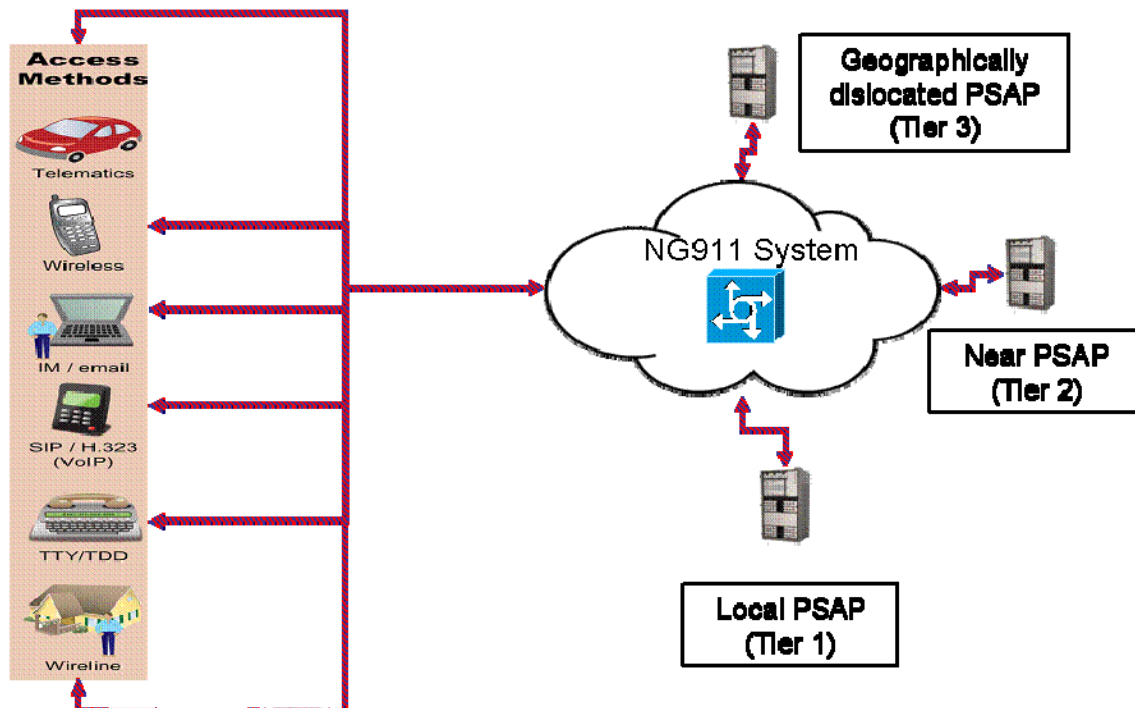 Access
Methods
Telematics
Wireless
IM / email
SIP / H.323
(VoIP)
TTY/TDD
Wireline
NG911 System
Geographically
dislocated PSAP
(Tier 3)
Near PSAP
(Tier 2)
Local PSAP
(Tier 1)